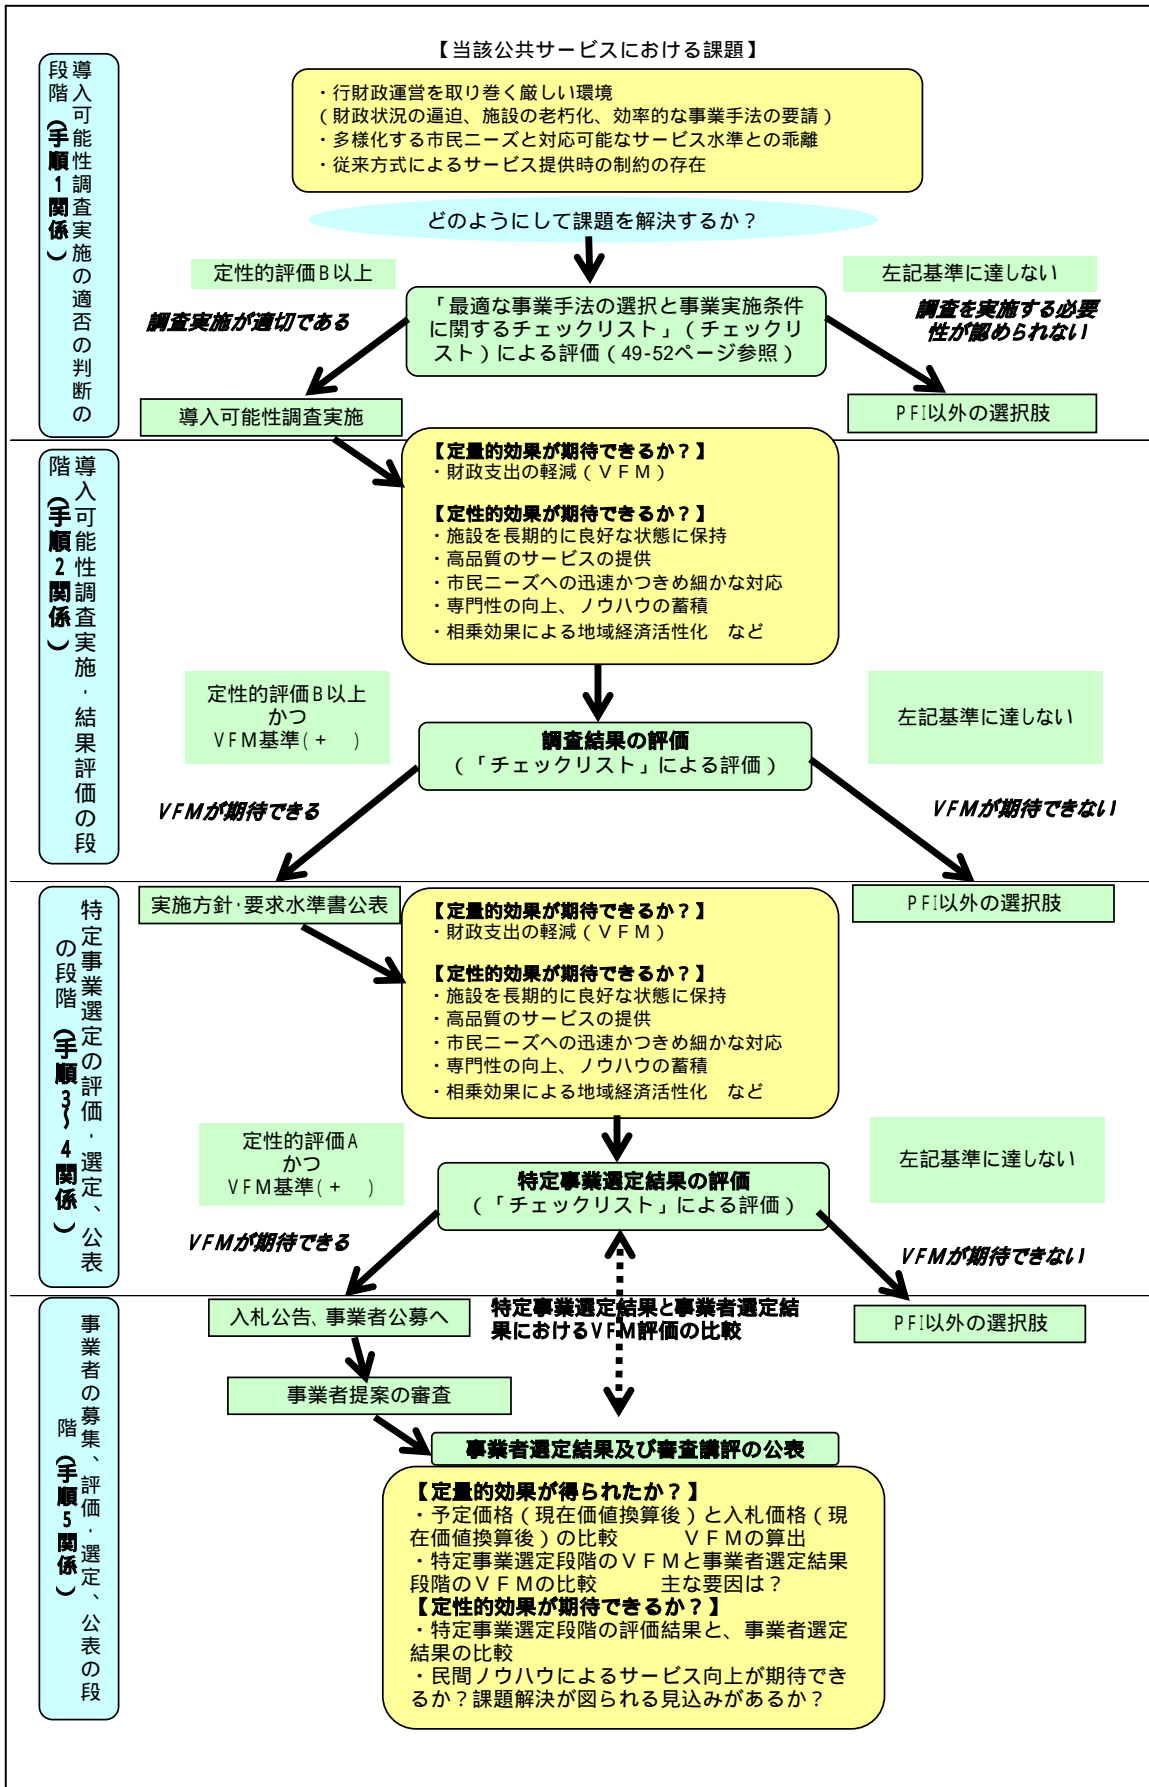 【当該公共サービスにおける課題】
導入可能性調査実施の適否の判断の
段階（手順１関係）
・行財政運営を取り巻く厳しい環境
（財政状況の逼迫、施設の老朽化、効率的な事業手法の要請）
・多様化する市民ニーズと対応可能なサービス水準との乖離
・従来方式によるサービス提供時の制約の存在
どのようにして課題を解決するか？
定性的評価Ｂ以上
調査実施が適切である
「最適な事業手法の選択と事業実施条件
に関するチェックリスト」（チェックリ
スト）による評価（49-52ページ参照）
左記基準に達しない
調査を実施する必要
性が認められない
導入可能性調査実施
PFI以外の選択肢
導入可能性調査実施・結果評価の段
階（手順２関係）
【定量的効果が期待できるか？】
・財政支出の軽減（ＶＦＭ）
【定性的効果が期待できるか？】
・施設を長期的に良好な状態に保持
・高品質のサービスの提供
・市民ニーズへの迅速かつきめ細かな対応
・専門性の向上、ノウハウの蓄積
・相乗効果による地域経済活性化　など
定性的評価Ｂ以上
かつ
VFM基準(＋　)
VFMが期待できる
調査結果の評価
（「チェックリスト」による評価）
左記基準に達しない
VFMが期待できない
実施方針・要求水準書公表
PFI以外の選択肢
特定事業選定の評価・選定、公表
の段階（手順３～４関係）
【定量的効果が期待できるか？】
・財政支出の軽減（ＶＦＭ）
【定性的効果が期待できるか？】
・施設を長期的に良好な状態に保持
・高品質のサービスの提供
・市民ニーズへの迅速かつきめ細かな対応
・専門性の向上、ノウハウの蓄積
・相乗効果による地域経済活性化　など
定性的評価Ａ
かつ
VFM基準(＋　)
VFMが期待できる
特定事業選定結果の評価
（「チェックリスト」による評価）
左記基準に達しない
VFMが期待できない
入札公告、事業者公募へ
特定事業選定結果と事業者選定結
果におけるVFM評価の比較
PFI以外の選択肢
事業者の募集、評価・選定、公表の段
階（手順５関係）
事業者提案の審査
事業者選定結果及び審査講評の公表
【定量的効果が得られたか？】
・予定価格（現在価値換算後）と入札価格（現
在価値換算後）の比較　　ＶＦＭの算出
・特定事業選定段階のＶＦＭと事業者選定結果
段階のＶＦＭの比較　　主な要因は？
【定性的効果が期待できるか？】
・特定事業選定段階の評価結果と、事業者選定
結果の比較
・民間ノウハウによるサービス向上が期待でき
るか？課題解決が図られる見込みがあるか？